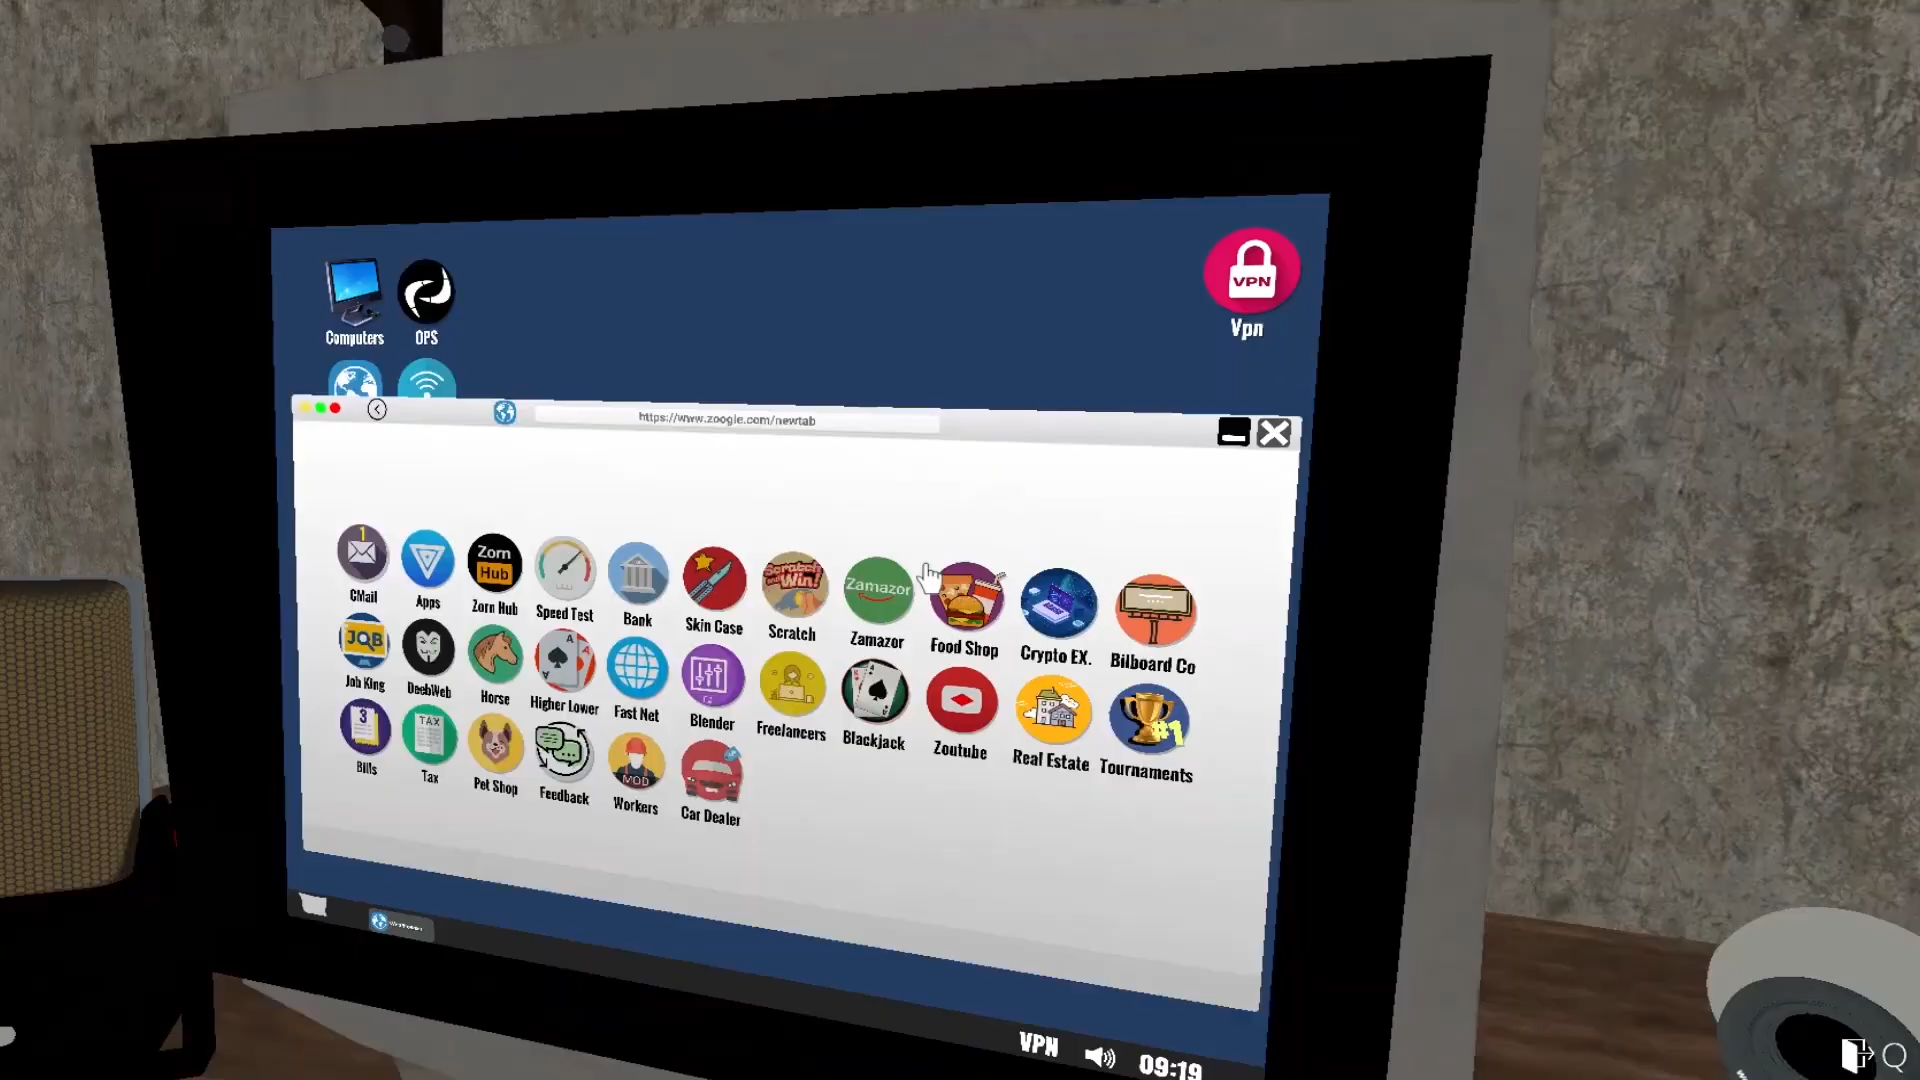 VPN
Computers OPS Vpn
https://www.zoogle.com/newtab
1
Zorn
Hub
Scratch
and Win!
Zamazor
CMail Apps Zorn Hub Speed Test Bank Skin Case Scratch Zamazor Food Shop Crypto EX. Bilboard Co
JOB
A
#1
Job King DeebWeb Horse Higher Lower Fast Net Blender Freelancers Blackjack Zoutube Real Estate Tournaments
3
TAX
MOD
Bills Tax Pet Shop Feedback Workers Car Dealer
VPN 09:19
Q